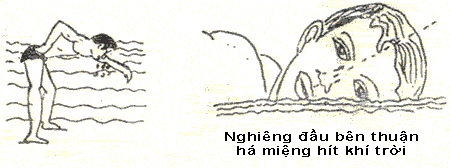 Nghiêng đầu bên thuận
há miệng hít khí trời